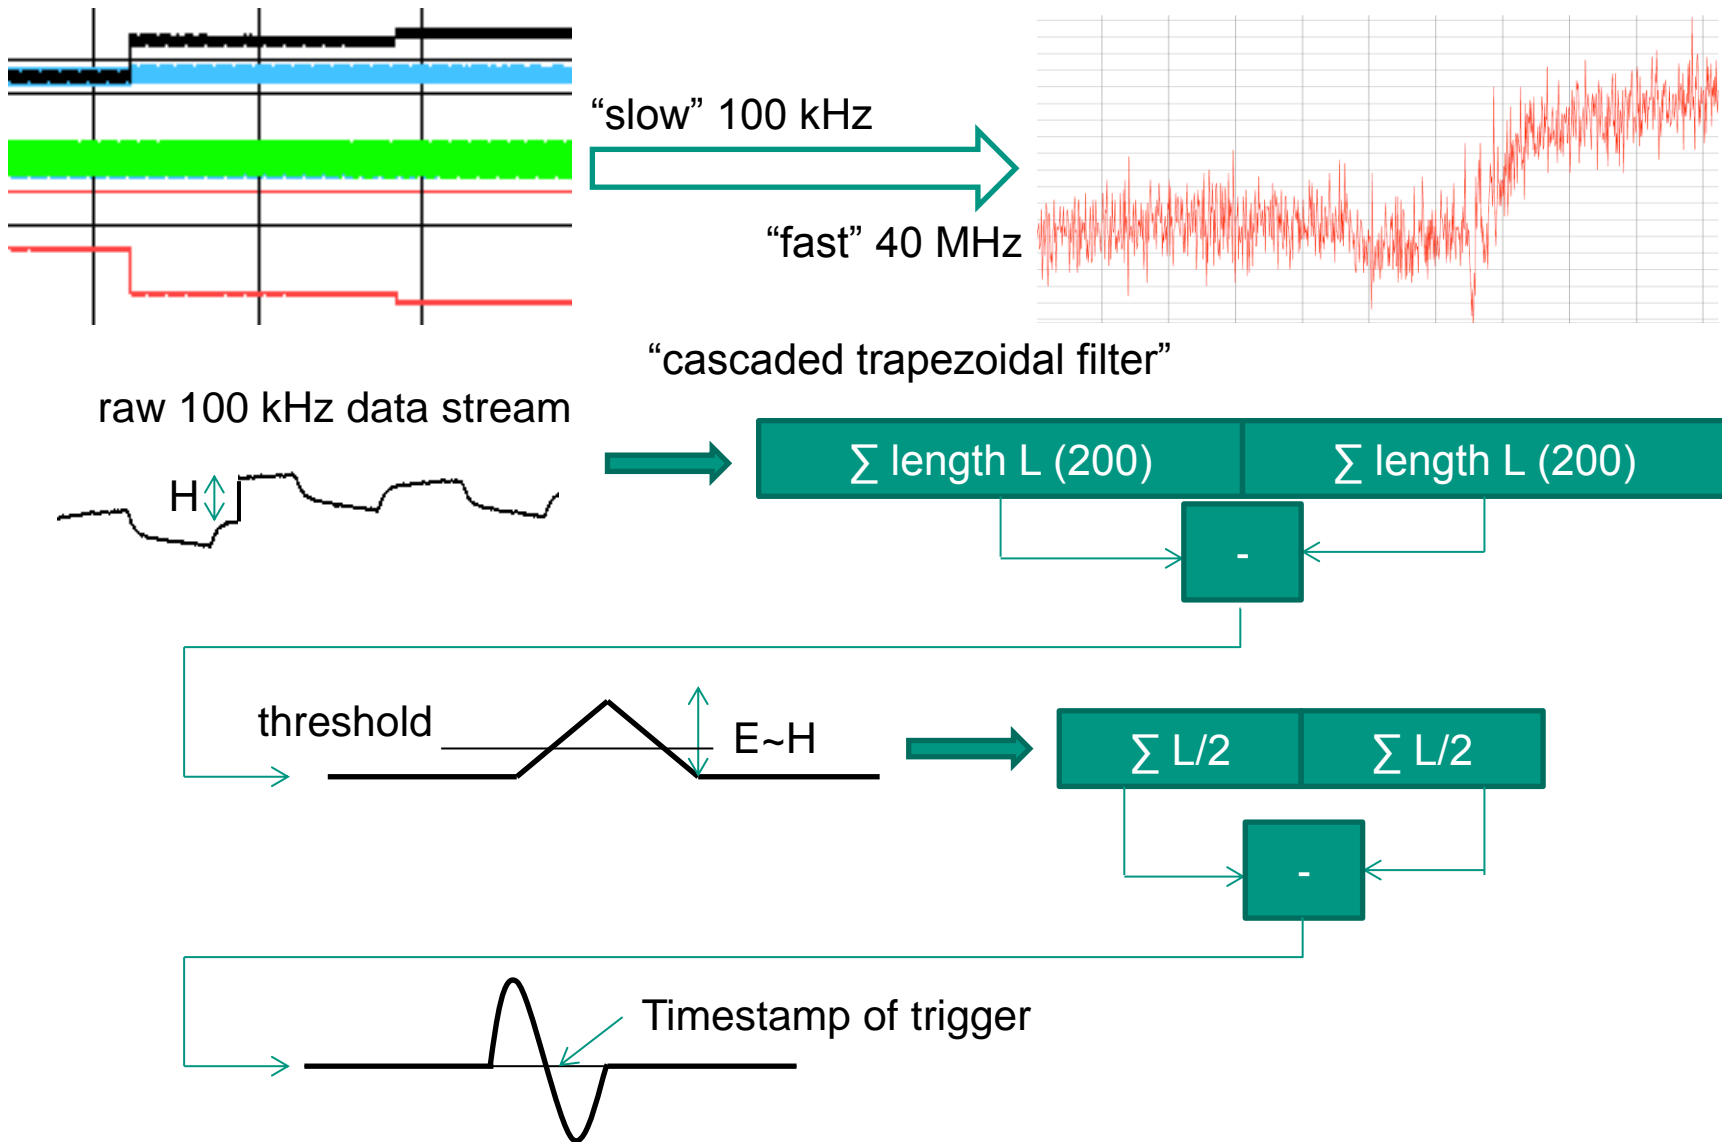 “slow” 100 kHz
“fast” 40 MHz
“cascaded trapezoidal filter”
raw 100 kHz data stream
∑ length L (200)
∑ length L (200)
H
-
threshold
E~H
∑ L/2
∑ L/2
-
Timestamp of trigger